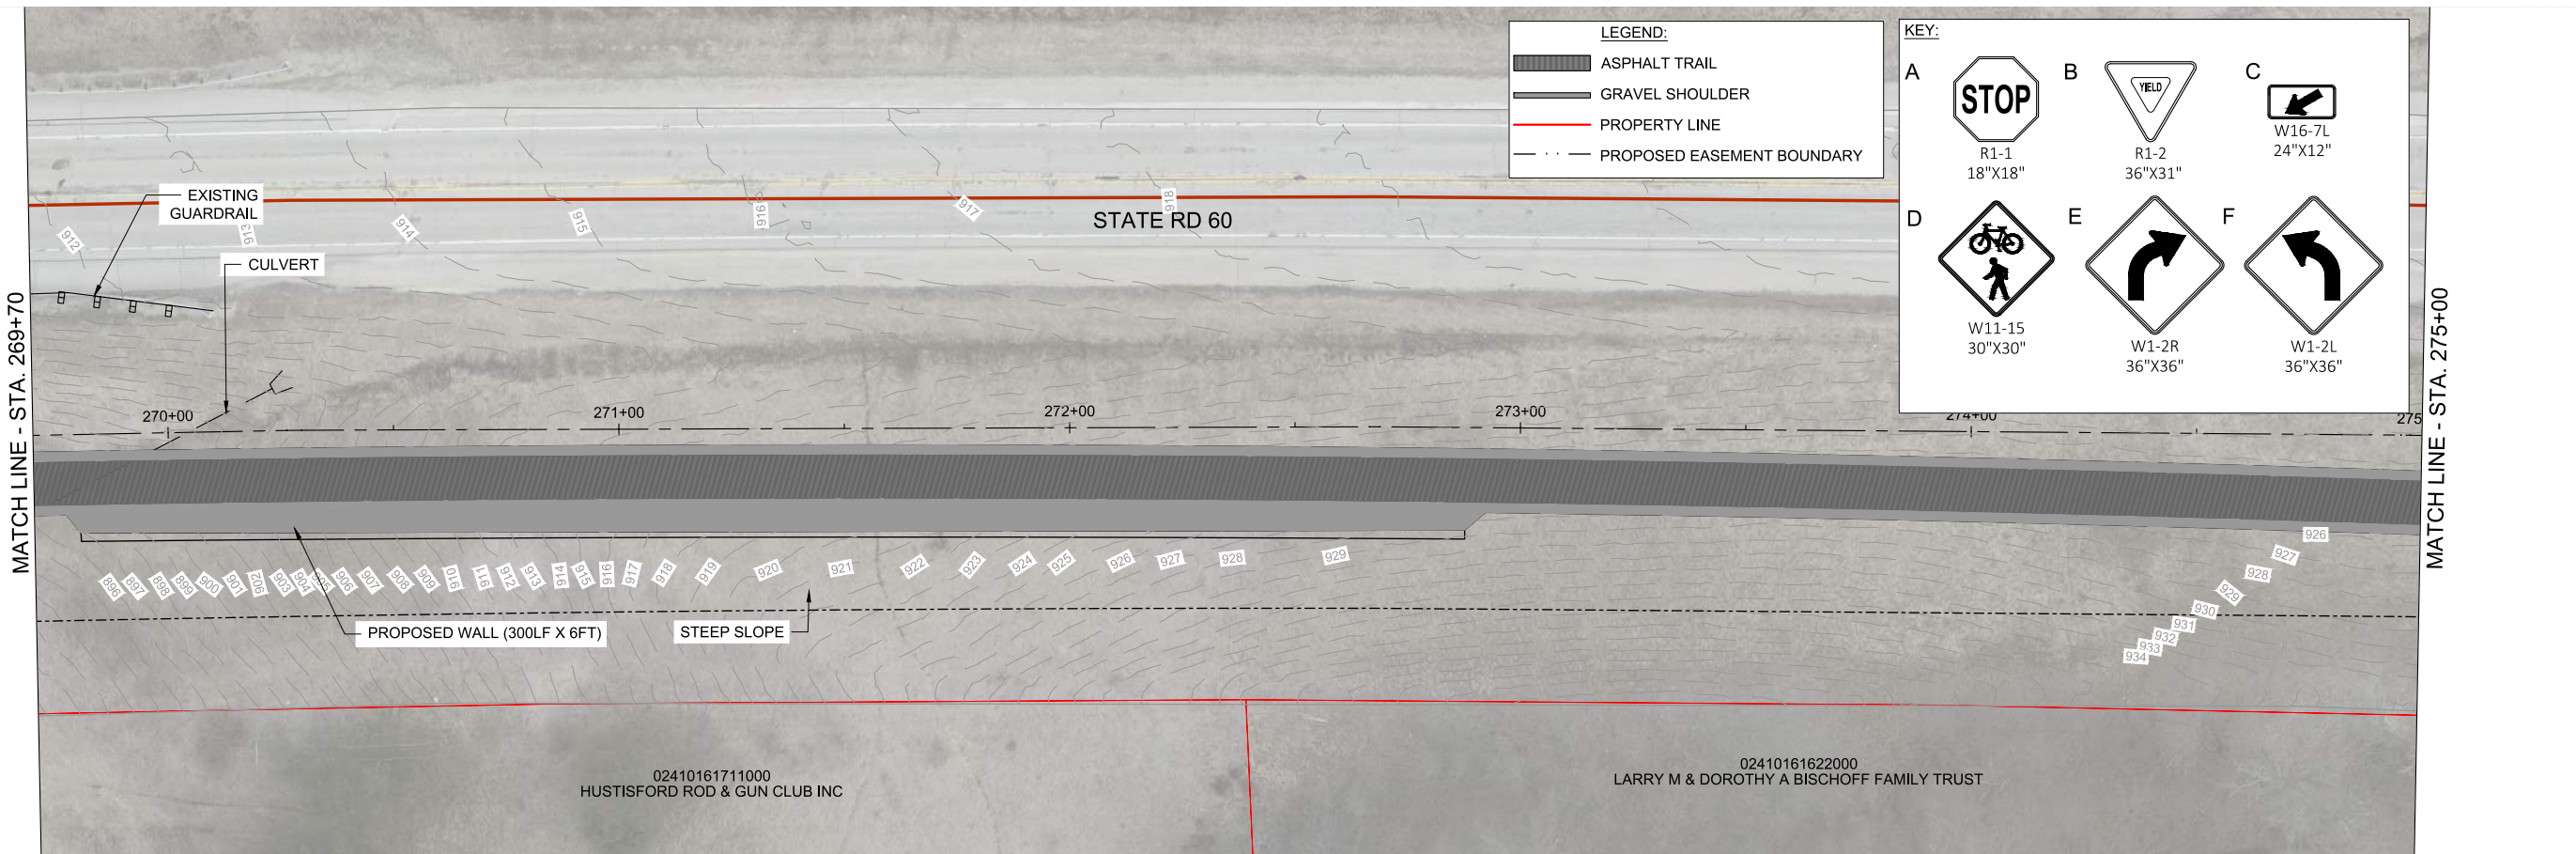 LEGEND:
ASPHALT TRAIL
GRAVEL SHOULDER
PROPERTY LINE
PROPOSED EASEMENT BOUNDARY
KEY:
A
STOP
R1-1
18"X18"
B
YIELD
R1-2
36"X31"
C
W16-7L
24"X12"
D
W11-15
30"X30"
E
W1-2R
36"X36"
F
W1-2L
36"X36"
EXISTING
GUARDRAIL
CULVERT
912
913
914
915
916
917
918
STATE RD 60
MATCH LINE - STA. 269+70
MATCH LINE - STA. 275+00
270+00
271+00
272+00
273+00
274+00
275
896
897
898
899
900
901
902
903
904
905
906
907
908
909
910
911
912
913
914
915
916
917
918
919
920
921
922
923
924
925
926
927
928
929
926
927
928
929
930
931
932
933
934
PROPOSED WALL (300LF X 6FT)
STEEP SLOPE
02410161711000
HUSTISFORD ROD & GUN CLUB INC
02410161622000
LARRY M & DOROTHY A BISCHOFF FAMILY TRUST